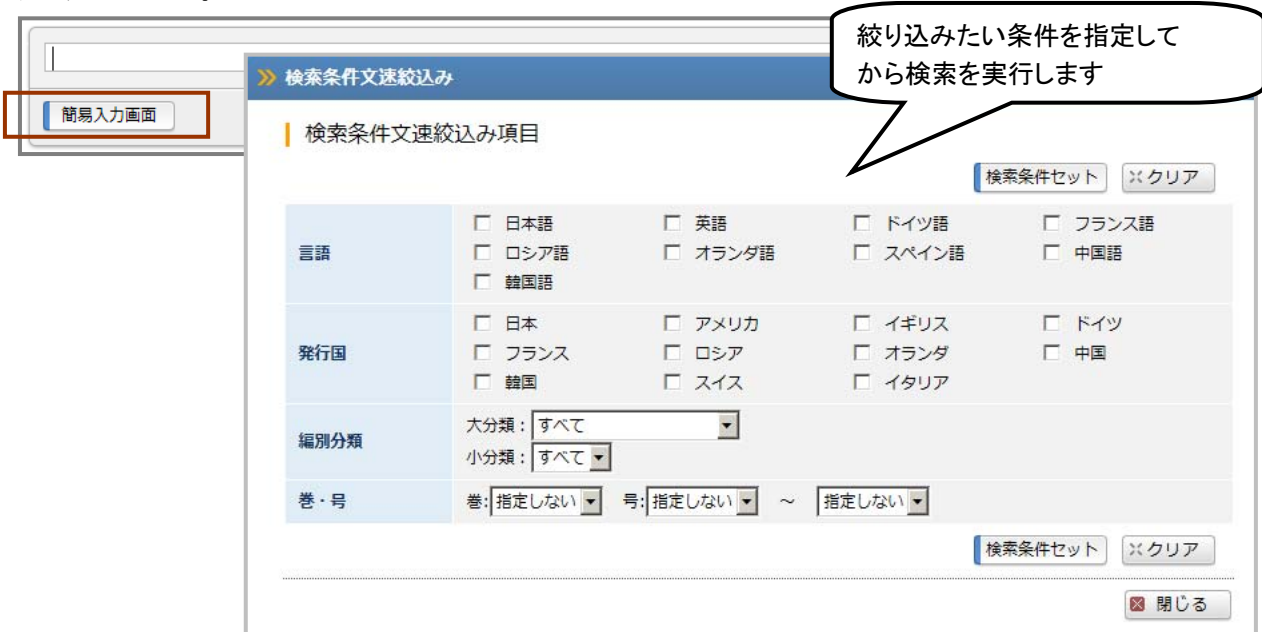 絞り込みたい条件を指定して
から検索を実行します
簡易入力画面
検索条件文速絞込み
検索条件文速絞込み項目
検索条件セット クリア
言語
日本語 英語 ドイツ語 フランス語
ロシア語 オランダ語 スペイン語 中国語
韓国語
発行国
日本 アメリカ イギリス ドイツ
フランス ロシア オランダ 中国
韓国 スイス イタリア
編別分類
大分類:すべて
小分類:すべて
巻・号 巻:指定しない 号:指定しない ～ 指定しない
検索条件セット クリア
閉じる